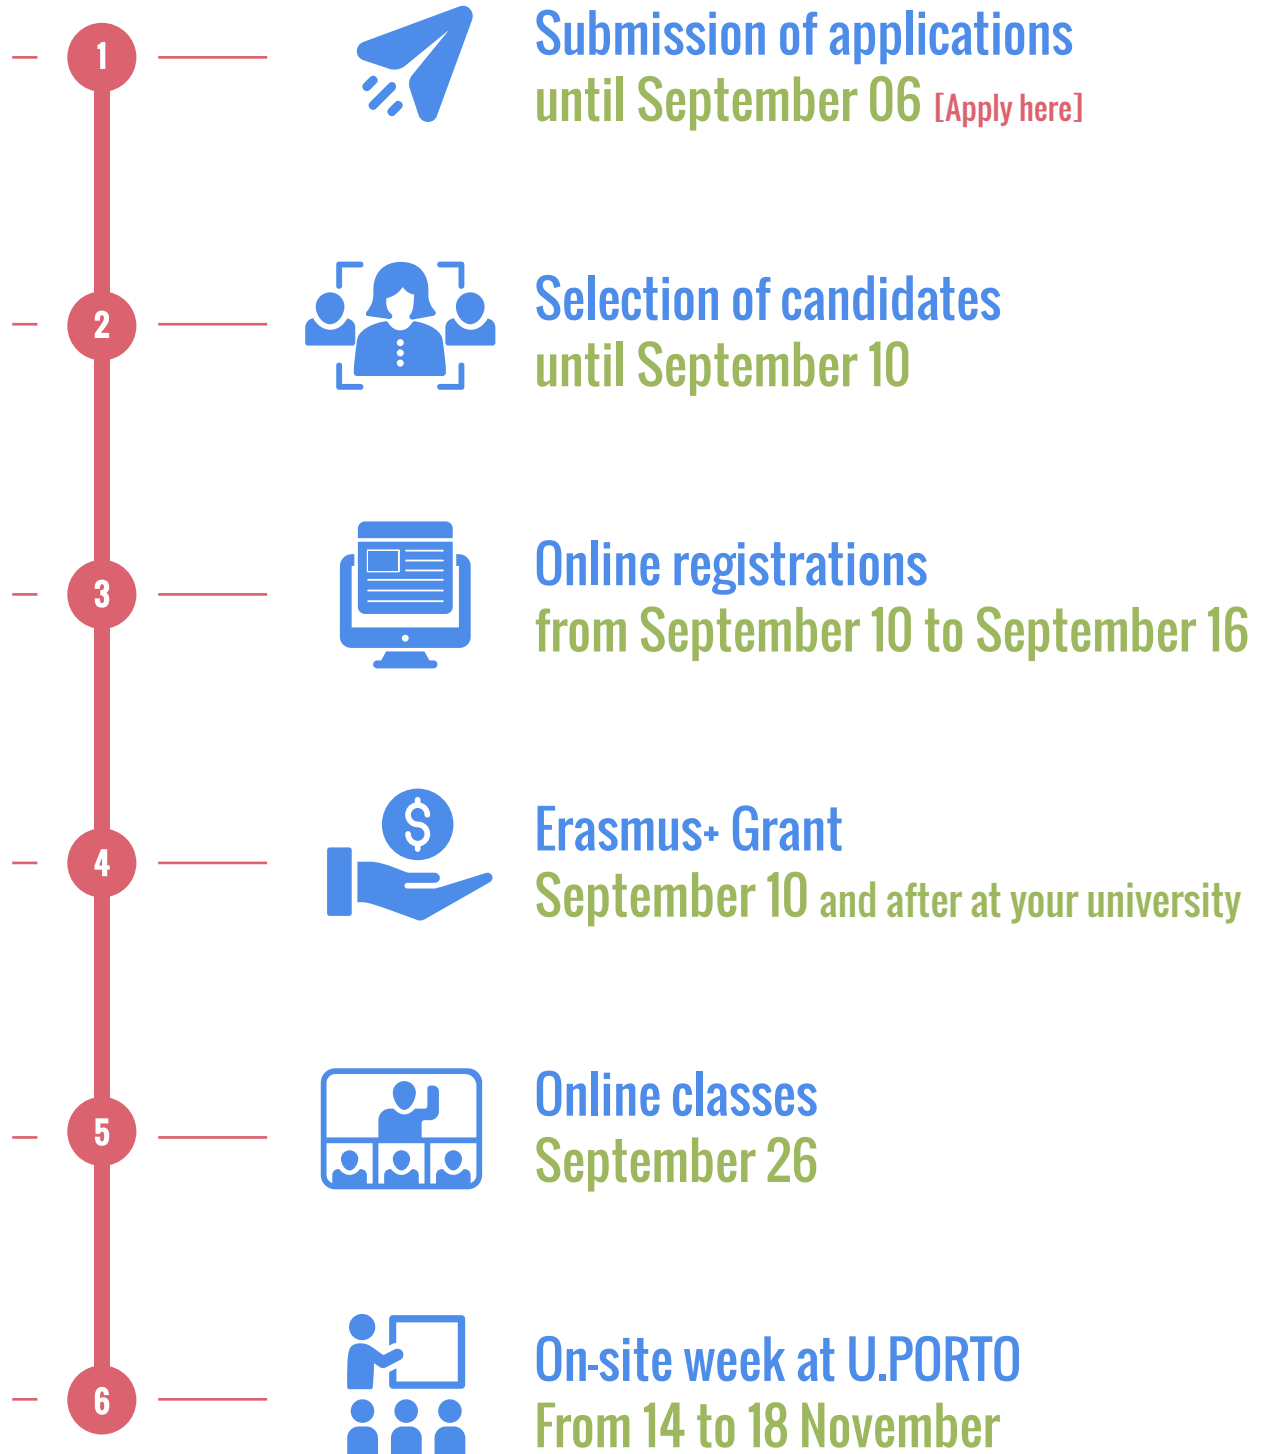 1
Submission of applications
until September 06 [Apply here]
2
Selection of candidates
until September 10
3
Online registrations
from September 10 to September 16
4
$
Erasmus+ Grant
September 10 and after at your university
5
Online classes
September 26
6
On-site week at U.PORTO
From 14 to 18 November